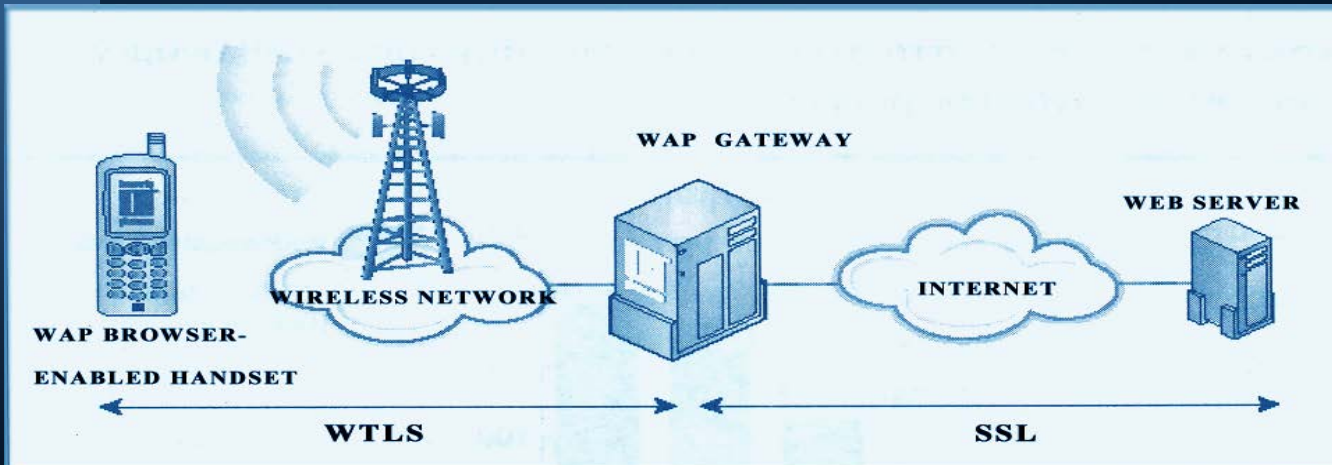 WAP GATEWAY
WEB SERVER
WIRELESS NETWORK
INTERNET
WAP BROWSER-
ENABLED HANDSET
WTLS
SSL